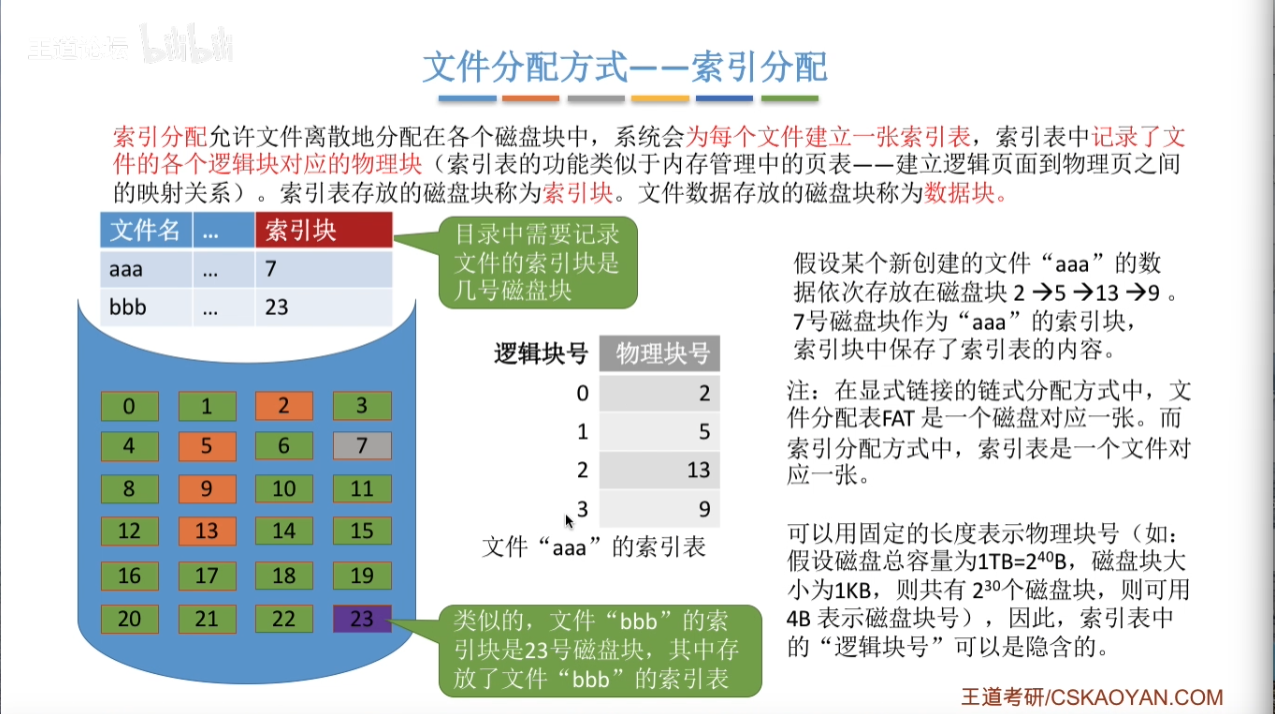 王道论坛 bilibili
文件分配方式——索引分配
索引分配允许文件离散地分配在各个磁盘块中，系统会为每个文件建立一张索引表，索引表中记录了文
件的各个逻辑块对应的物理块（索引表的功能类似于内存管理中的页表——建立逻辑页面到物理页之间
的映射关系）。索引表存放的磁盘块称为索引块。文件数据存放的磁盘块称为数据块。
文件名 ... 索引块
aaa ... 7
bbb ... 23
目录中需要记录
文件的索引块是
几号磁盘块
0 1 2 3
4 5 6 7
8 9 10 11
12 13 14 15
16 17 18 19
20 21 22 23
逻辑块号 物理块号
0 2
1 5
2 13
3 9
文件“aaa”的索引表
类似的，文件“bbb”的索
引块是23号磁盘块，其中存
放了文件“bbb”的索引表
假设某个新创建的文件“aaa”的数
据依次存放在磁盘块 2 →5 →13 →9 。
7号磁盘块作为“aaa”的索引块，
索引块中保存了索引表的内容。
注：在显式链接的链式分配方式中，文
件分配表FAT 是一个磁盘对应一张。而
索引分配方式中，索引表是一个文件对
应一张。
可以用固定的长度表示物理块号（如：
假设磁盘总容量为1TB=2⁴⁰B，磁盘块大
小为1KB，则共有 2³⁰个磁盘块，则可用
4B 表示磁盘块号），因此，索引表中
的“逻辑块号”可以是隐含的。
王道考研/CSKAOYAN.COM